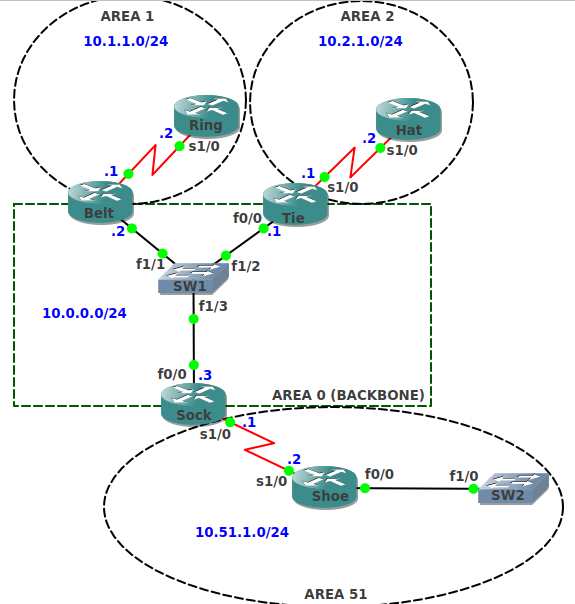 AREA 1
AREA 2
10.1.1.0/24
10.2.1.0/24
Ring
.2
s1/0
Hat
.2
s1/0
.1
Belt
.2
.1
s1/0
Tie
f0/0
.1
f1/1
f1/2
SW1
f1/3
10.0.0.0/24
f0/0
.3
Sock
AREA 0 (BACKBONE)
.1
s1/0
.2
s1/0
Shoe
f0/0
f1/0
SW2
10.51.1.0/24
AREA 51